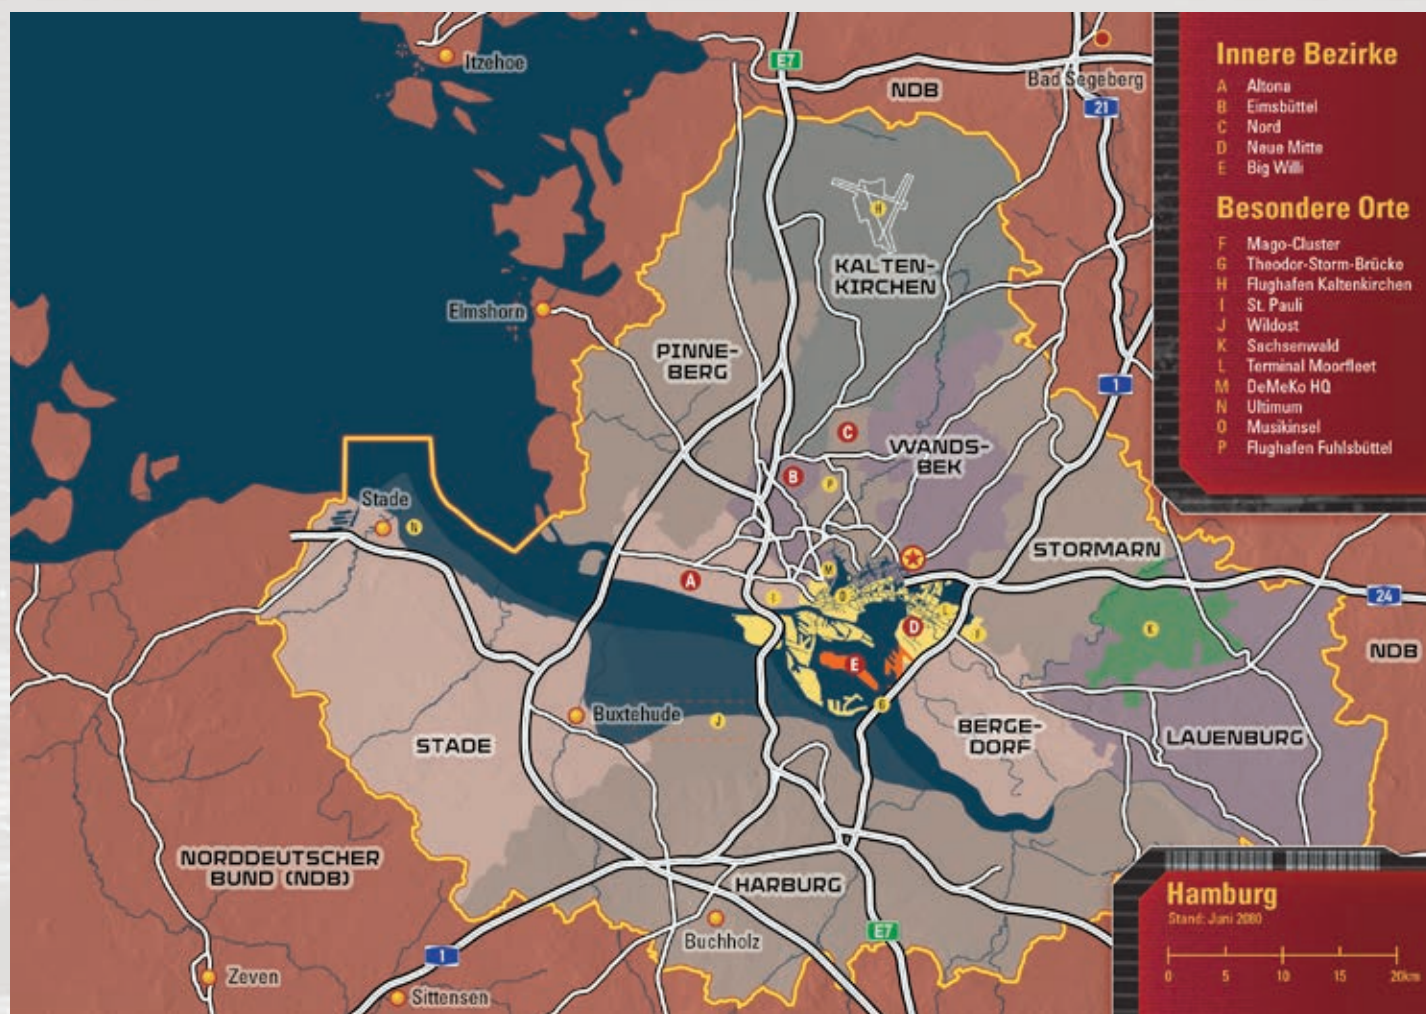 Itzehoe
E7
NDB
Bad Segeberg
21
Innere Bezirke
A Altona
B Eimsbüttel
C Nord
D Neue Mitte
E Big Willi
Besondere Orte
F Mago-Cluster
G Theodor-Storm-Brücke
H Flughafen Kaltenkirchen
I St. Pauli
J Wildost
K Sachsenwald
L Terminal Moorfleet
M DeMeKo HQ
N Ultimum
O Musikinsel
P Flughafen Fuhlsbüttel
H
KALTEN-
KIRCHEN
Elmshorn
PINNE-
BERG
1
C
WANDS-
BEK
B
P
Stade
N
STORMARN
M
A
I
O
L
D
F
K
24
E
NDB
G
Buxtehude
J
STADE
BERGE-
DORF
LAUENBURG
NORDDEUTSCHER
BUND (NDB)
HARBURG
Buchholz
E7
1
Zeven
Sittensen
Hamburg
Stand: Juni 2080
0 5 10 15 20km